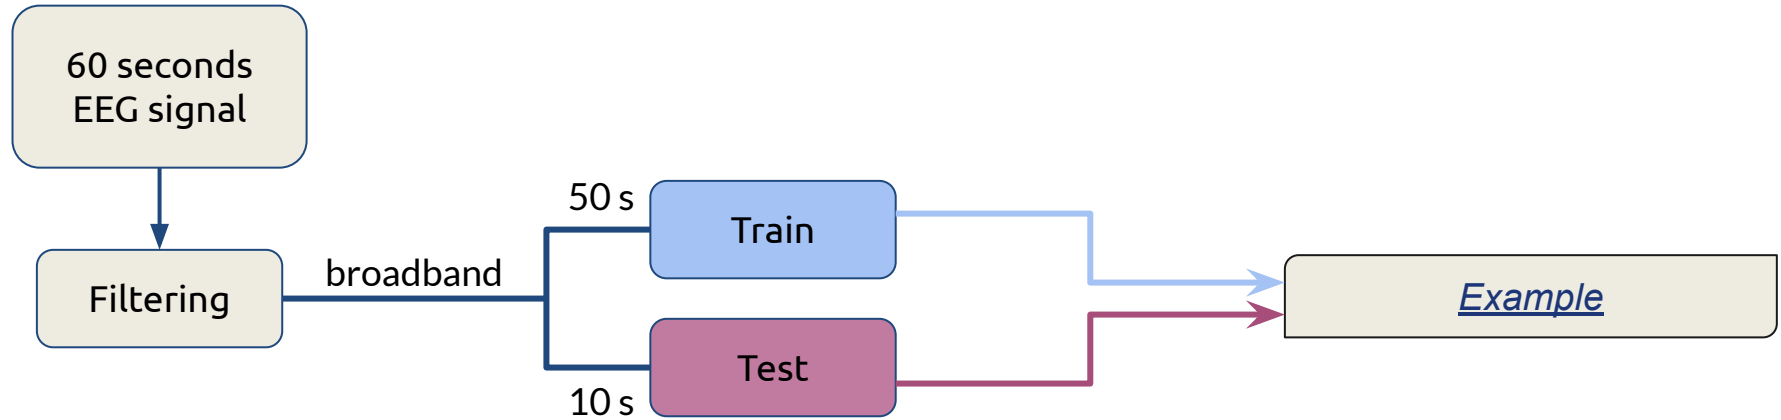 60 seconds
EEG signal
Filtering
broadband
50 s
Train
10 s
Test
Example